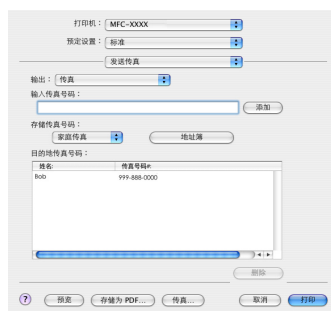 打印机： MFC-XXXX
预定设置： 标准
发送传真
输出： 传真
输入传真号码：
添加
存储传真号码：
家庭传真 地址簿
目的地传真号码：
姓名: 传真号码#:
Bob 999-888-0000
删除
? 预览 存储为 PDF... 传真... 取消 打印